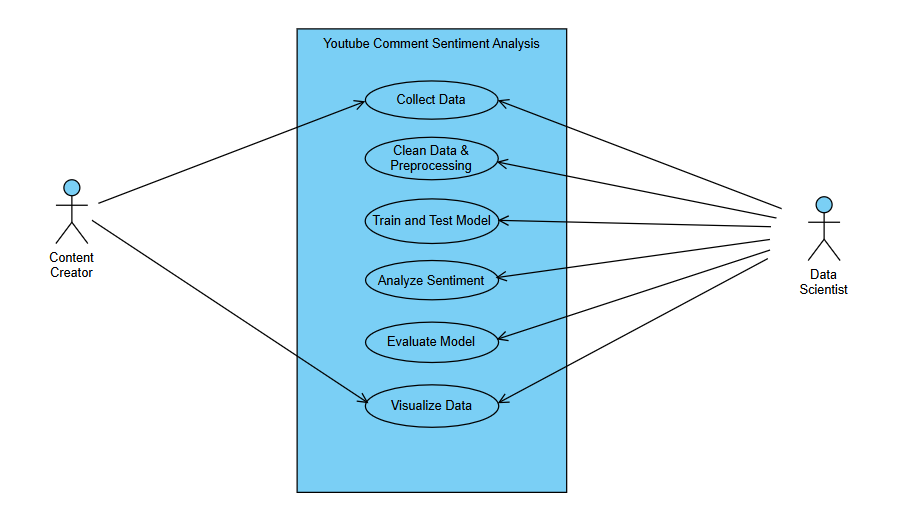 Youtube Comment Sentiment Analysis
Collect Data
Clean Data &
Preprocessing
Train and Test Model
Analyze Sentiment
Evaluate Model
Visualize Data
Content
Creator
Data
Scientist